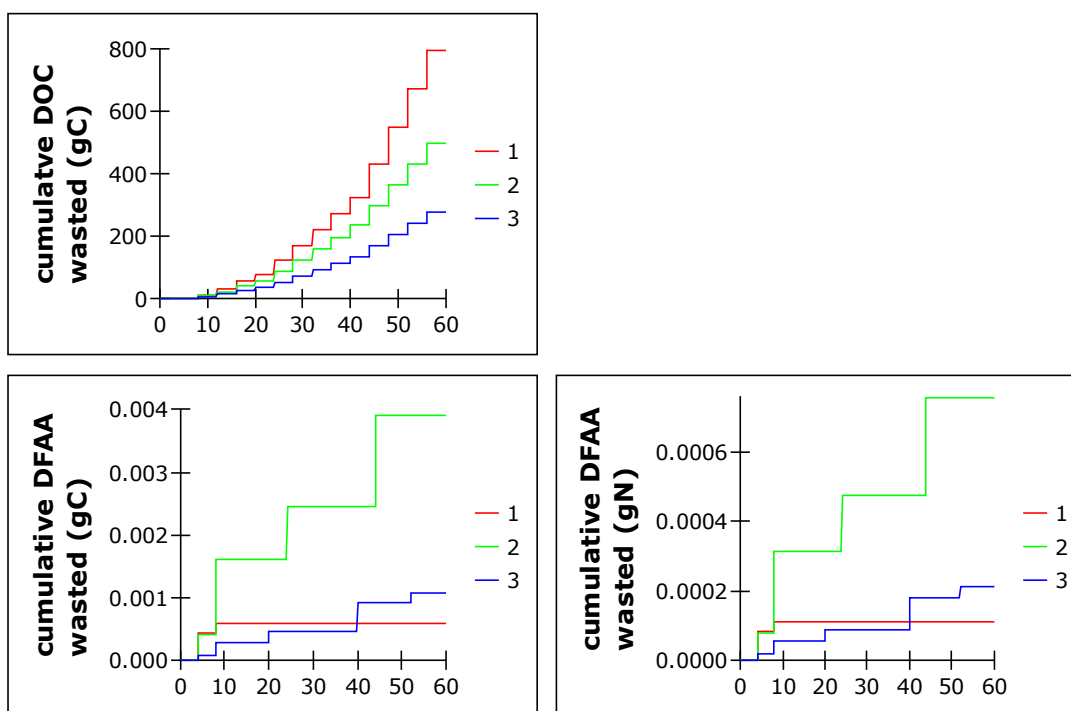 cumulatve DOC
wasted (gC)
800
600
400
200
0
0 10 20 30 40 50 60
1
2
3
cumulative DFAA
wasted (gC)
0.004
0.003
0.002
0.001
0.000
0 10 20 30 40 50 60
1
2
3
cumulative DFAA
wasted (gN)
0.0006
0.0004
0.0002
0.0000
0 10 20 30 40 50 60
1
2
3